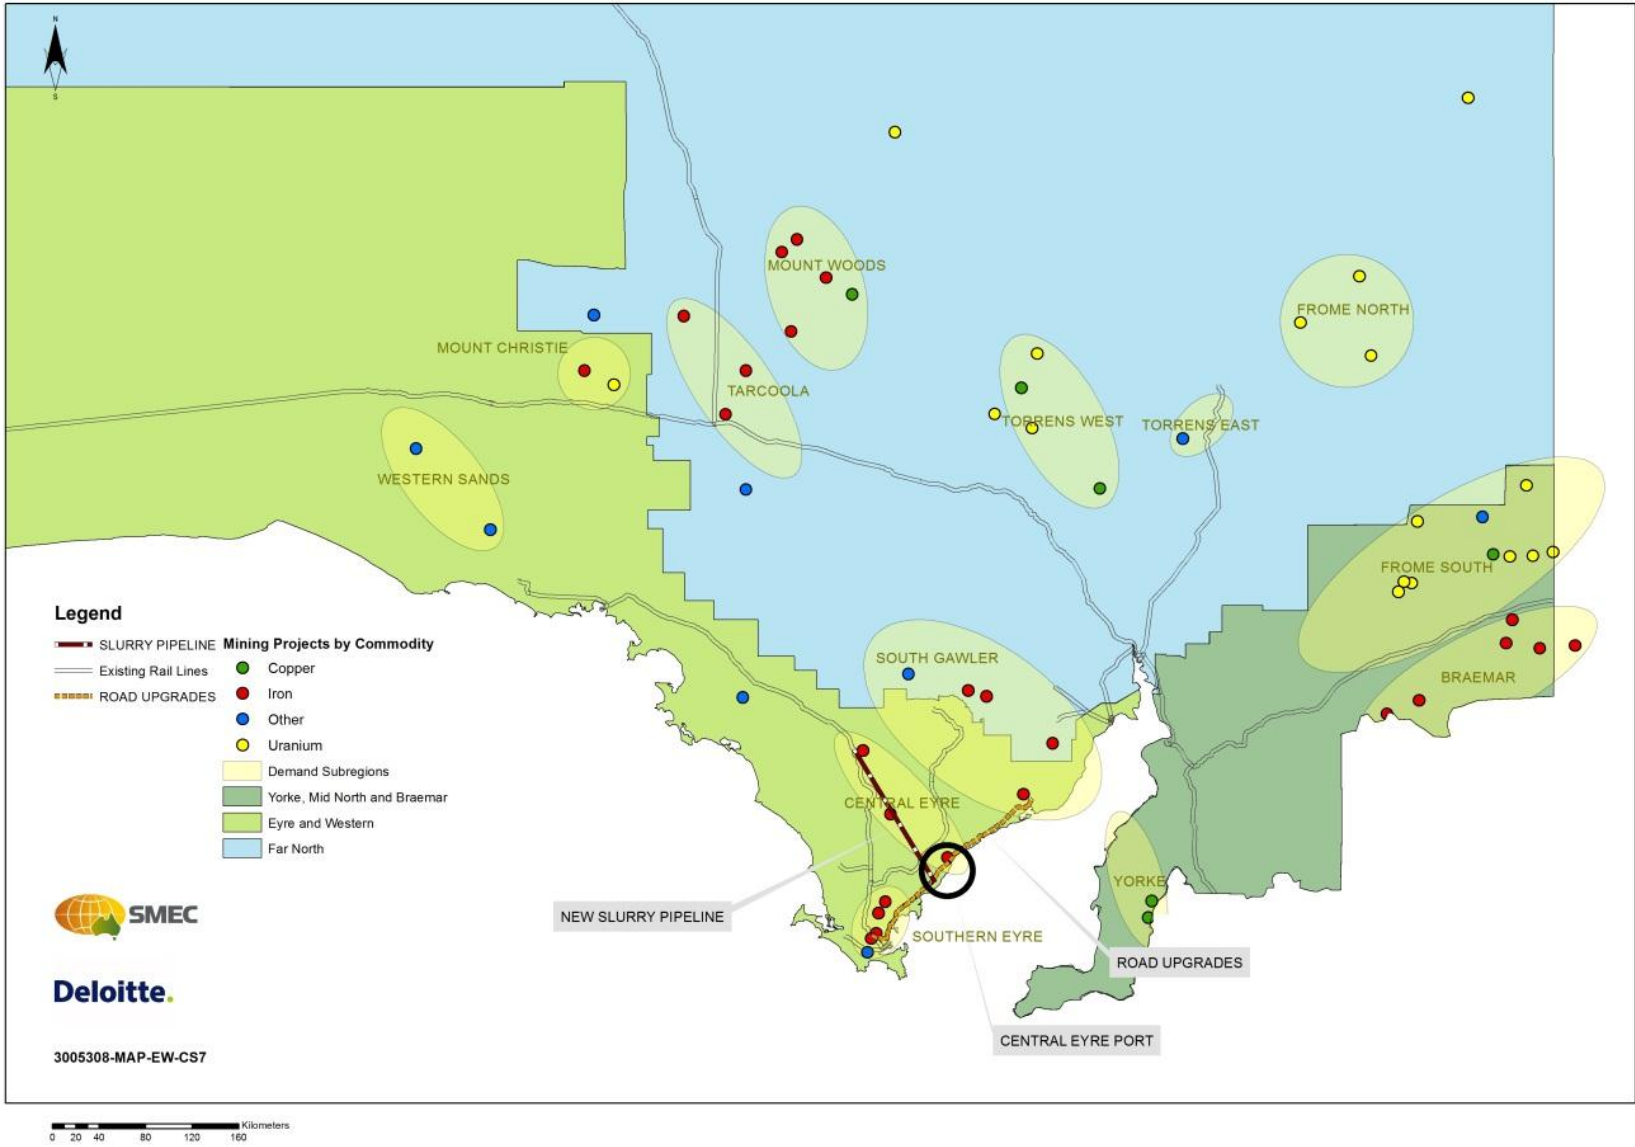 N
S
MOUNT WOODS
FROME NORTH
MOUNT CHRISTIE
TARCOOLA
TORRENS WEST
TORRENS EAST
WESTERN SANDS
FROME SOUTH
SOUTH GAWLER
BRAEMAR
CENTRAL EYRE
YORKE
SOUTHERN EYRE
NEW SLURRY PIPELINE
ROAD UPGRADES
CENTRAL EYRE PORT
Legend
SLURRY PIPELINE
Existing Rail Lines
ROAD UPGRADES
Mining Projects by Commodity
Copper
Iron
Other
Uranium
Demand Subregions
Yorke, Mid North and Braemar
Eyre and Western
Far North
SMEC
Deloitte.
3005308-MAP-EW-CS7
Kilometers
0 20 40 80 120 160